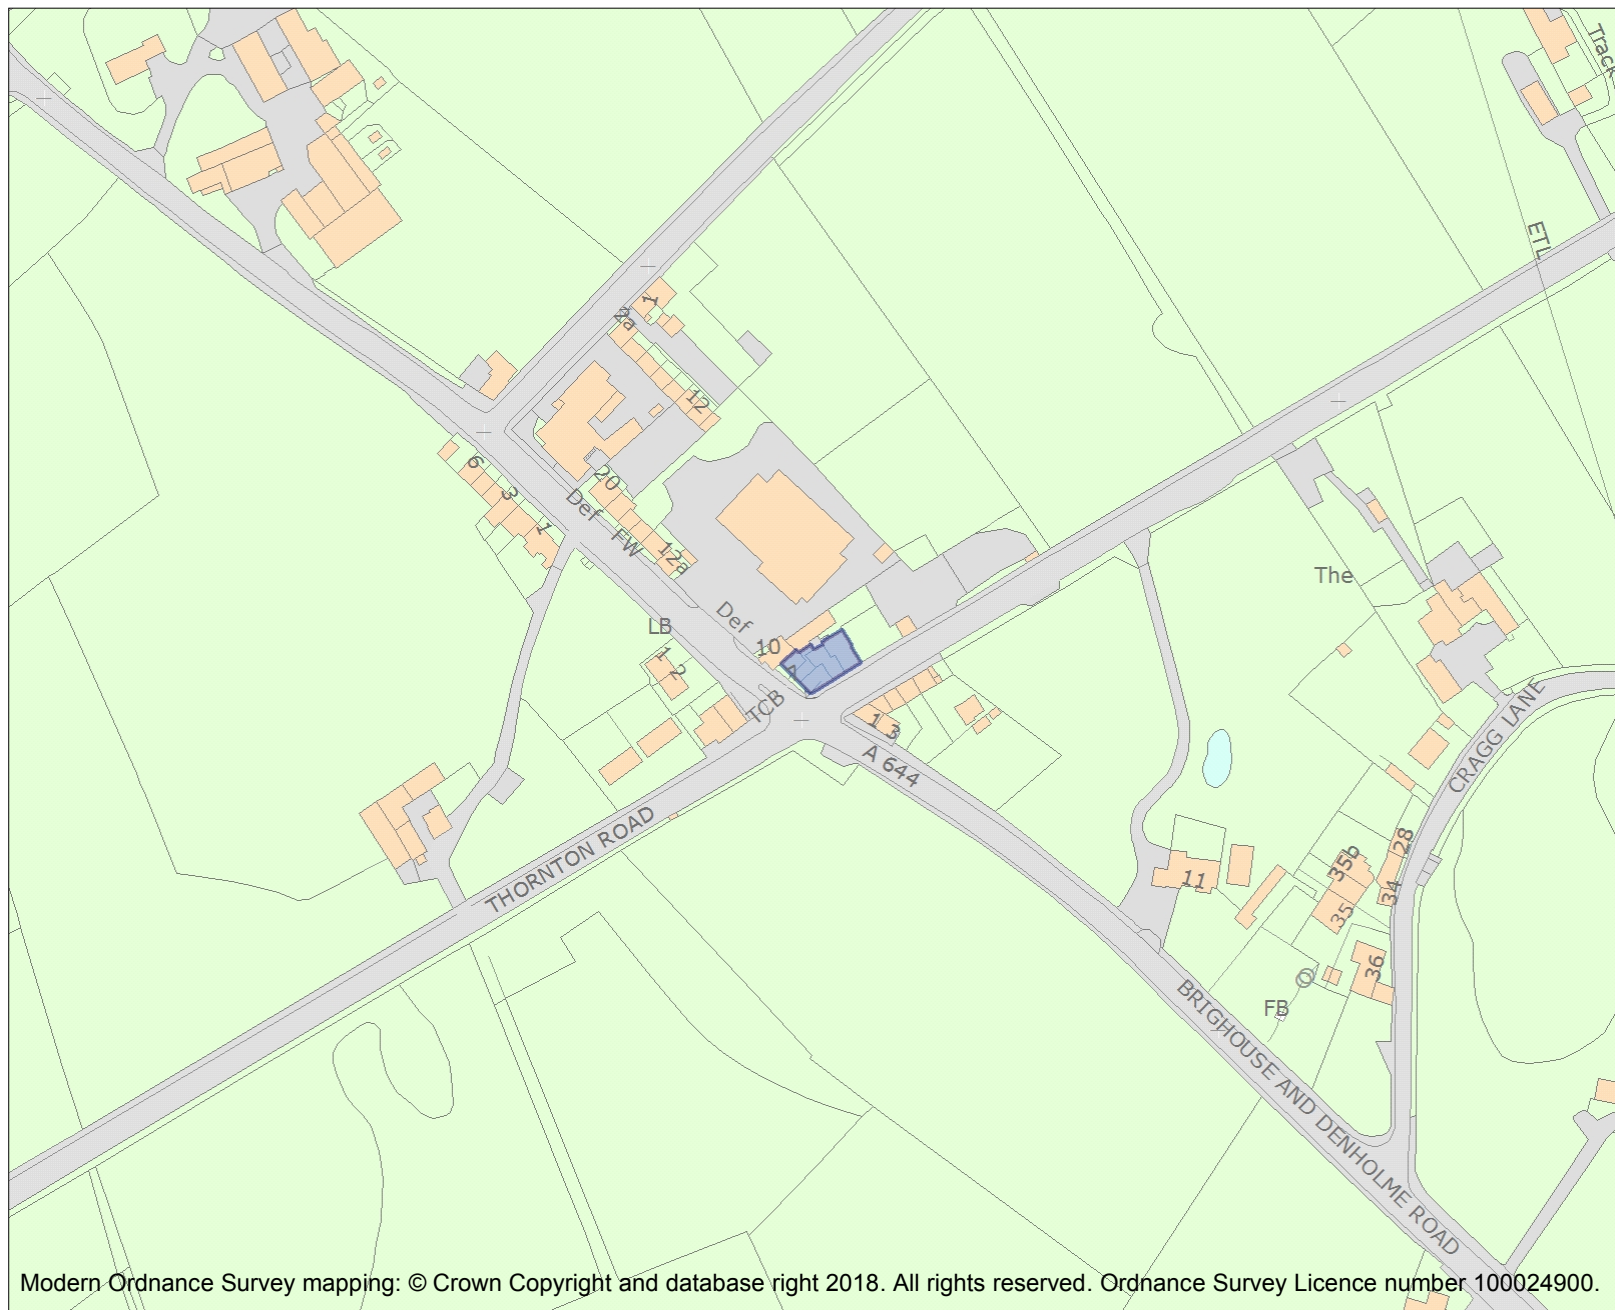 Track
ETL
1
2a
12
6
3
1
20
Def
FW
12a
The
Def
LB
10
1
2
4
TCB
1
3
A 644
CRAGG LANE
THORNTON ROAD
28
35b
11
34
35
36
FB
BRIGHOUSE AND DENHOLME ROAD
Modern Ordnance Survey mapping: © Crown Copyright and database right 2018. All rights reserved. Ordnance Survey Licence number 100024900.